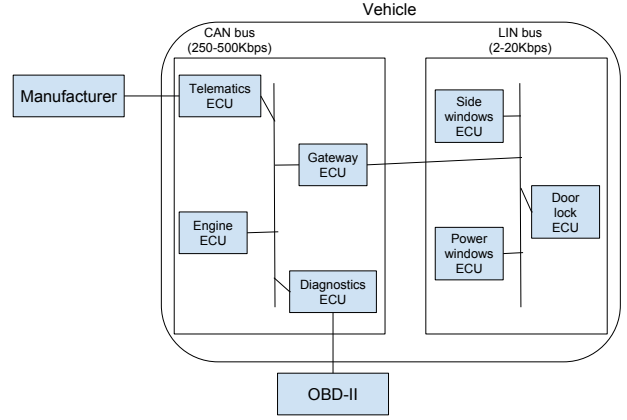 Vehicle
CAN bus
(250-500Kbps)
LIN bus
(2-20Kbps)
Manufacturer
Telematics
ECU
Side
windows
ECU
Gateway
ECU
Door
lock
ECU
Engine
ECU
Power
windows
ECU
Diagnostics
ECU
OBD-II